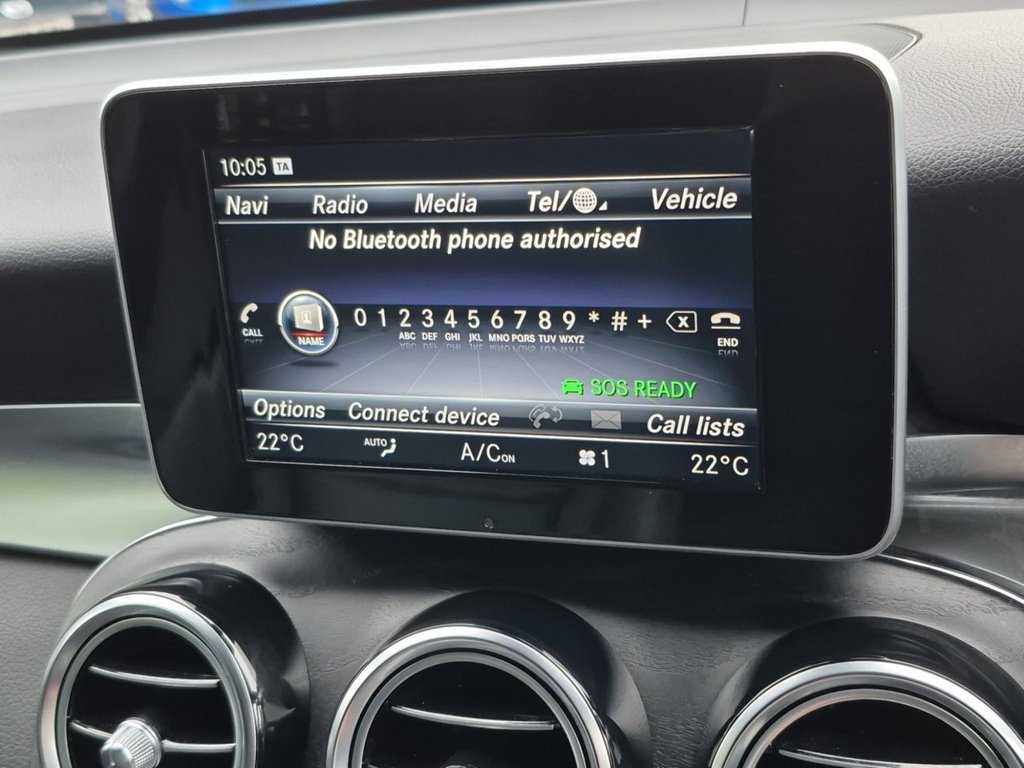 10:05 TA
Navi Radio Media Tel/ Vehicle
No Bluetooth phone authorised
CALL NAME 0 1 2 3 4 5 6 7 8 9 * # + X END
ABC DEF GHI JKL MNO PQRS TUV WXYZ
SOS READY
Options Connect device Call lists
22°C AUTO A/C ON 1 22°C